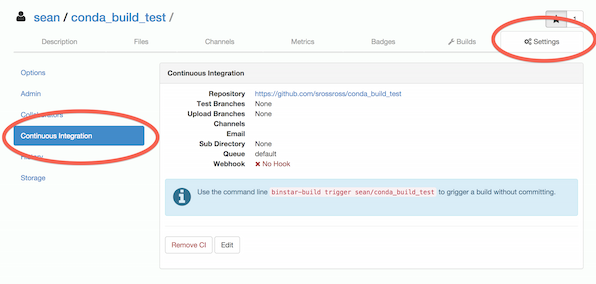 sean / conda_build_test /
1
Description Files Channels Metrics Badges Builds Settings
Options
Admin
Collaborators
Continuous Integration
History
Storage
Continuous Integration
Repository https://github.com/srossross/conda_build_test
Test Branches None
Upload Branches None
Channels
Email
Sub Directory None
Queue default
Webhook ✖ No Hook
Use the command line binstar-build trigger sean/conda_build_test to grigger a build without committing.
Remove CI Edit